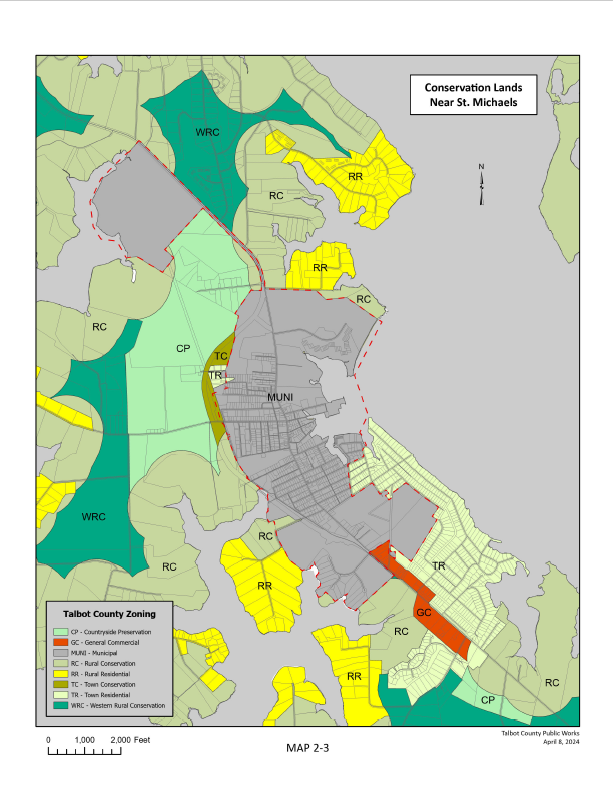 Conservation Lands
Near St. Michaels
WRC
N
RC
RR
RR
RC
RC
CP
TC
TR
MUNI
WRC
RC
RC
TR
RR
GC
RC
RR
RC
CP
Talbot County Zoning
CP - Countryside Preservation
GC - General Commercial
MUNI - Municipal
RC - Rural Conservation
RR - Rural Residential
TC - Town Conservation
TR - Town Residential
WRC - Western Rural Conservation
0 1,000 2,000 Feet
MAP 2-3
Talbot County Public Works
April 8, 2024